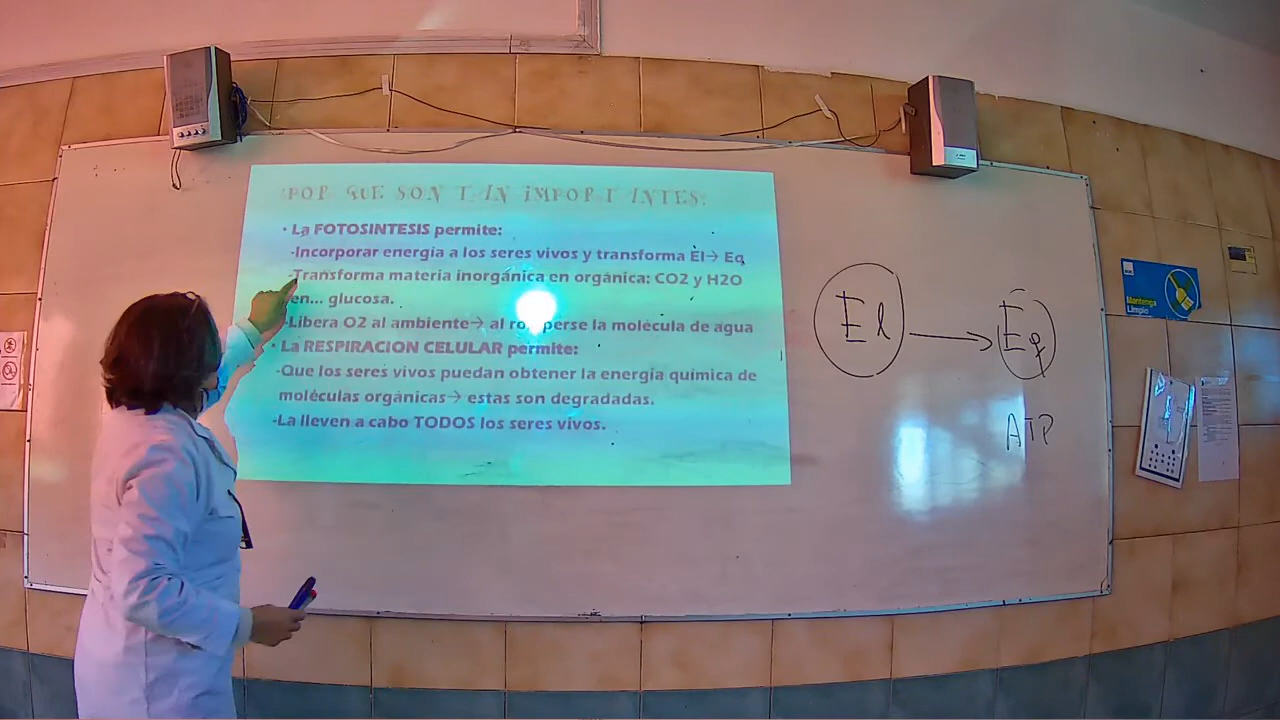 ¿POR QUE SON TAN IMPORTANTES?
• La FOTOSINTESIS permite:
-Incorporar energía a los seres vivos y transforma El→ Eq
-Transforma materia inorgánica en orgánica: CO2 y H2O
en... glucosa.
-Libera O2 al ambiente→ al romperse la molécula de agua
• La RESPIRACION CELULAR permite:
-Que los seres vivos puedan obtener la energía química de
moléculas orgánicas→ estas son degradadas.
-La lleven a cabo TODOS los seres vivos.
El → Eq
ATP
Mantenga
Limpio